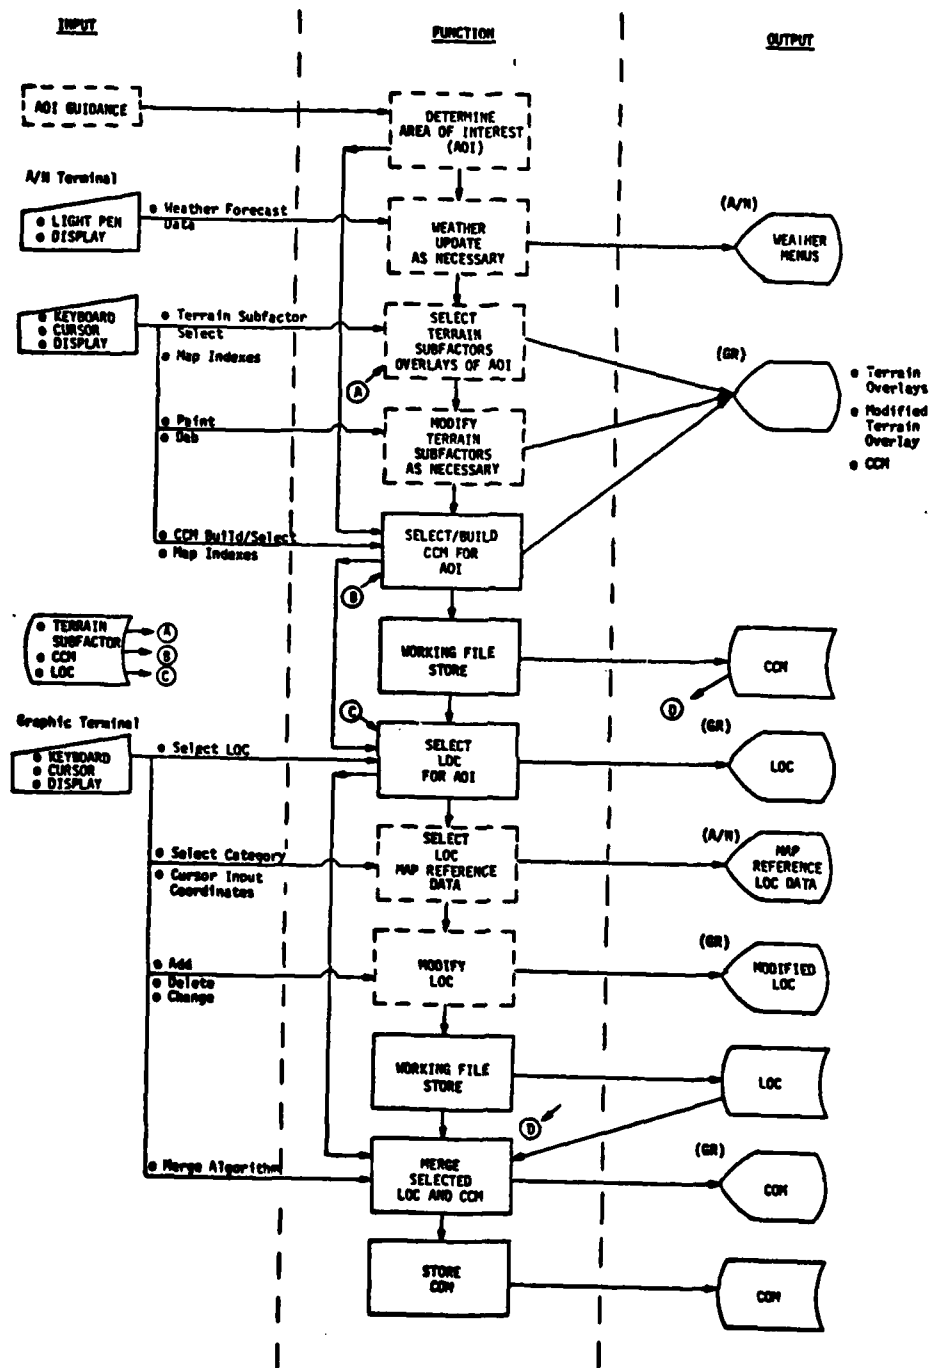 INPUT
FUNCTION
OUTPUT
AOI GUIDANCE
DETERMINE
AREA OF INTEREST
(AOI)
A/N Terminal
● LIGHT PEN
● DISPLAY
● Weather Forecast
Data
WEATHER
UPDATE
AS NECESSARY
(A/N)
WEATHER
MENUS
● KEYBOARD
● CURSOR
● DISPLAY
● Terrain Subfactor
Select
● Map Indexes
SELECT
TERRAIN
SUBFACTORS
OVERLAYS OF AOI
A
(GR)
● Terrain
Overlays
● Modified
Terrain
Overlay
● CCM
● Paint
● Dab
MODIFY
TERRAIN
SUBFACTORS
AS NECESSARY
● CCM Build/Select
● Map Indexes
SELECT/BUILD
CCM FOR
AOI
B
● TERRAIN
SUBFACTOR
● CCM
● LOC
A
B
C
WORKING FILE
STORE
CCM
D
Graphic Terminal
● KEYBOARD
● CURSOR
● DISPLAY
● Select LOC
C
SELECT
LOC
FOR AOI
(GR)
LOC
● Select Category
● Cursor Input
Coordinates
SELECT
LOC
MAP REFERENCE
DATA
(A/N)
MAP
REFERENCE
LOC DATA
● Add
● Delete
● Change
MODIFY
LOC
(GR)
MODIFIED
LOC
WORKING FILE
STORE
LOC
D
● Merge Algorithm
MERGE
SELECTED
LOC AND CCM
(GR)
COM
STORE
COM
COM